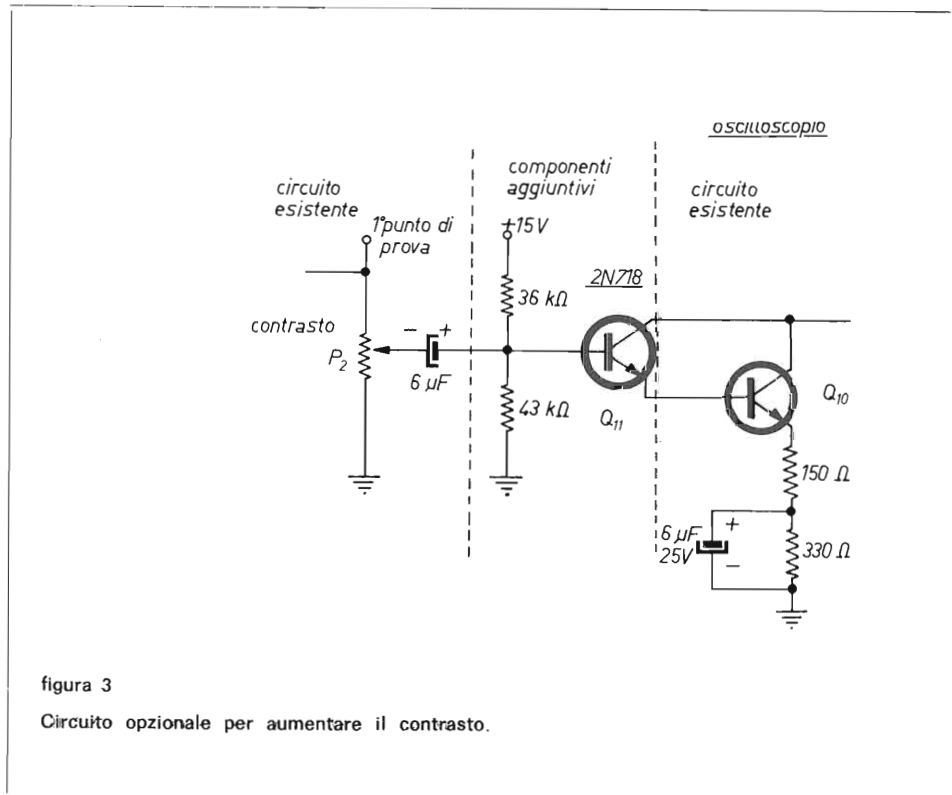 oscilloscopio
componenti
aggiuntivi
circuito
esistente
circuito
esistente
1° punto di
prova
+15V
2N718
36 kΩ
contrasto
P2
- +
6 µF
43 kΩ
Q11
Q10
150 Ω
6 µF
25V
+
-
330 Ω
figura 3
Circuito opzionale per aumentare il contrasto.